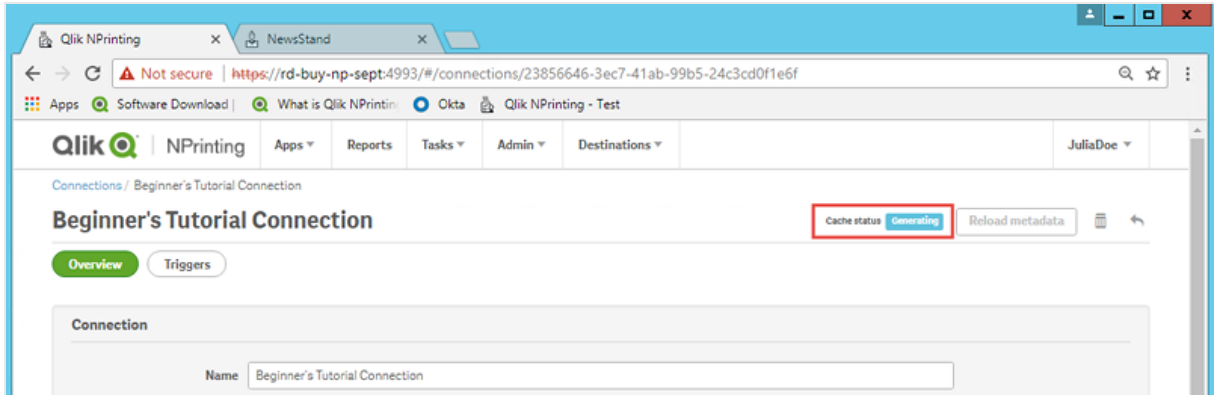 Qlik NPrinting
NewsStand
Not secure | https://rd-buy-np-sept:4993/#/connections/23856646-3ec7-41ab-99b5-24c3cd0f1e6f
Apps Software Download | What is Qlik NPrintin Okta Qlik NPrinting - Test
Qlik NPrinting Apps Reports Tasks Admin Destinations JuliaDoe
Connections / Beginner's Tutorial Connection
Beginner's Tutorial Connection Cache status Generating Reload metadata
Overview Triggers
Connection
Name Beginner's Tutorial Connection